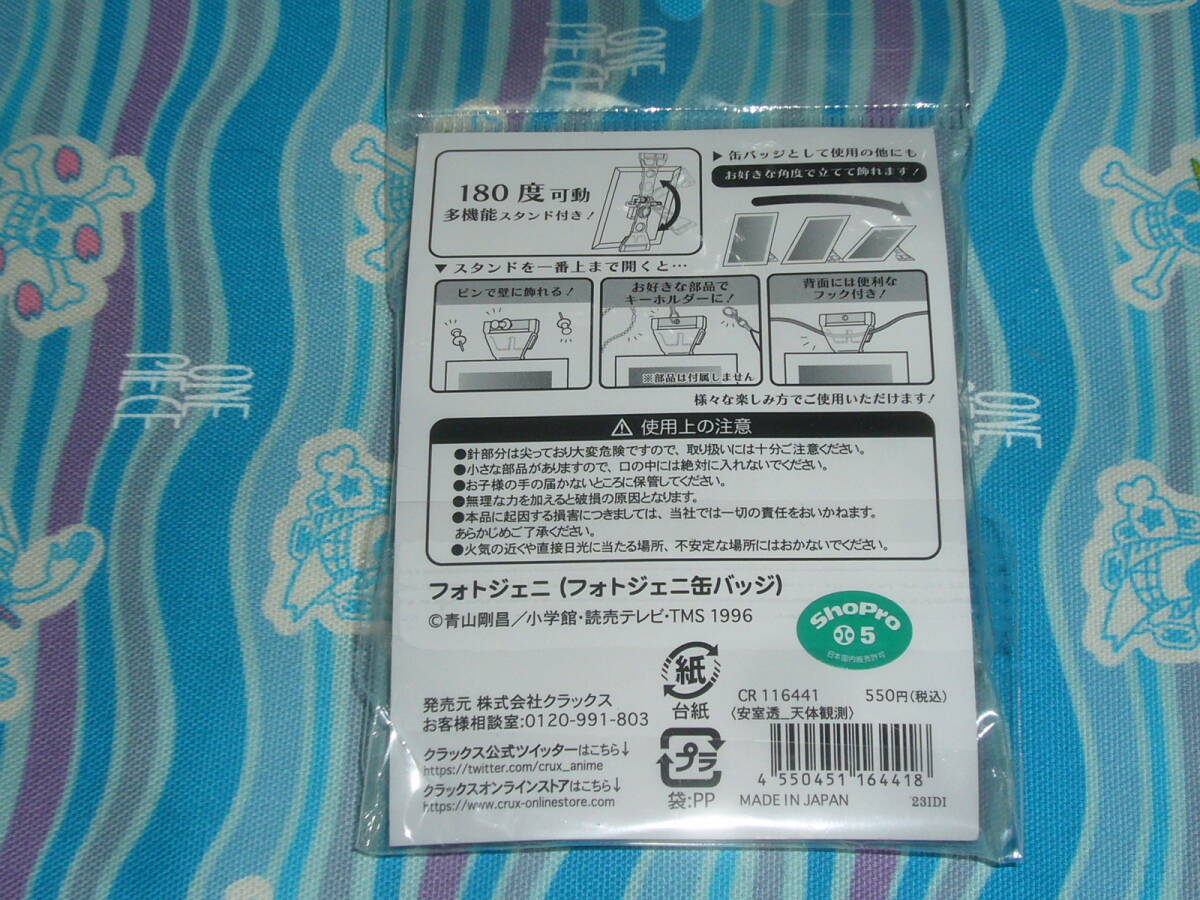 180度可動
多機能スタンド付き！
▶缶バッジとして使用の他にも
お好きな角度で立てて飾れます！
▼スタンドを一番上まで開くと…
ピンで壁に飾れる！
お好きな部品で
キーホルダーに！
※部品は付属しません
背面には便利な
フック付き！
様々な楽しみ方でご使用いただけます！
⚠使用上の注意
●針部分は尖っており大変危険ですので、取り扱いには十分ご注意ください。
●小さな部品がありますので、口の中には絶対に入れないでください。
●お子様の手の届かないところに保管してください。
●無理な力を加えると破損の原因となります。
●本品に起因する損害につきましては、当社では一切の責任をおいかねます。
あらかじめご了承ください。
●火気の近くや直接日光に当たる場所、不安定な場所にはおかないでください。
フォトジェニ (フォトジェニ缶バッジ)
©青山剛昌／小学館・読売テレビ・TMS 1996
ShoPro
5
日本国内販売許可
発売元 株式会社クラックス
お客様相談室:0120-991-803
クラックス公式ツイッターはこちら↓
https://twitter.com/crux_anime
クラックスオンラインストアはこちら↓
https://www.crux-onlinestore.com
紙
台紙
プラ
袋:PP
CR 116441 550円(税込)
〈安室透_天体観測〉
4 550451 164418
MADE IN JAPAN 23IDI
ONE
PIECE
ONE
PIECE
ONE